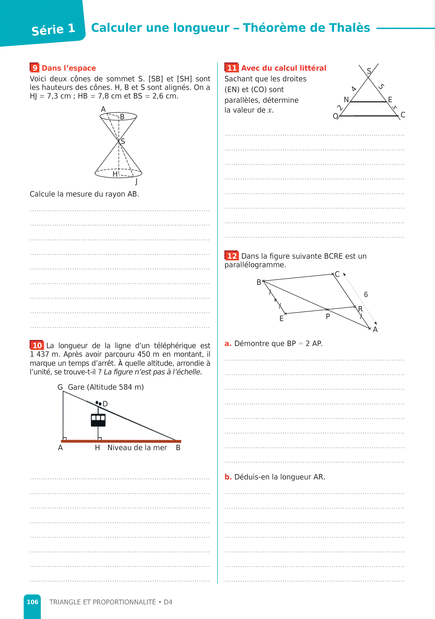 Série 1
Calculer une longueur – Théorème de Thalès
9 Dans l'espace
Voici deux cônes de sommet S. [SB] et [SH] sont
les hauteurs des cônes. H, B et S sont alignés. On a
HJ = 7,3 cm ; HB = 7,8 cm et BS = 2,6 cm.
A
B
S
H
J
Calcule la mesure du rayon AB.
10 La longueur de la ligne d'un téléphérique est
1 437 m. Après avoir parcouru 450 m en montant, il
marque un temps d'arrêt. À quelle altitude, arrondie à
l'unité, se trouve-t-il ? La figure n'est pas à l'échelle.
G Gare (Altitude 584 m)
D
A H Niveau de la mer B
11 Avec du calcul littéral
Sachant que les droites
(EN) et (CO) sont
parallèles, détermine
la valeur de x.
S
4
5
N
E
2
x
O
C
12 Dans la figure suivante BCRE est un
parallélogramme.
B
C
6
E
P
R
A
a. Démontre que BP = 2 AP.
b. Déduis-en la longueur AR.
106 TRIANGLE ET PROPORTIONNALITÉ • D4